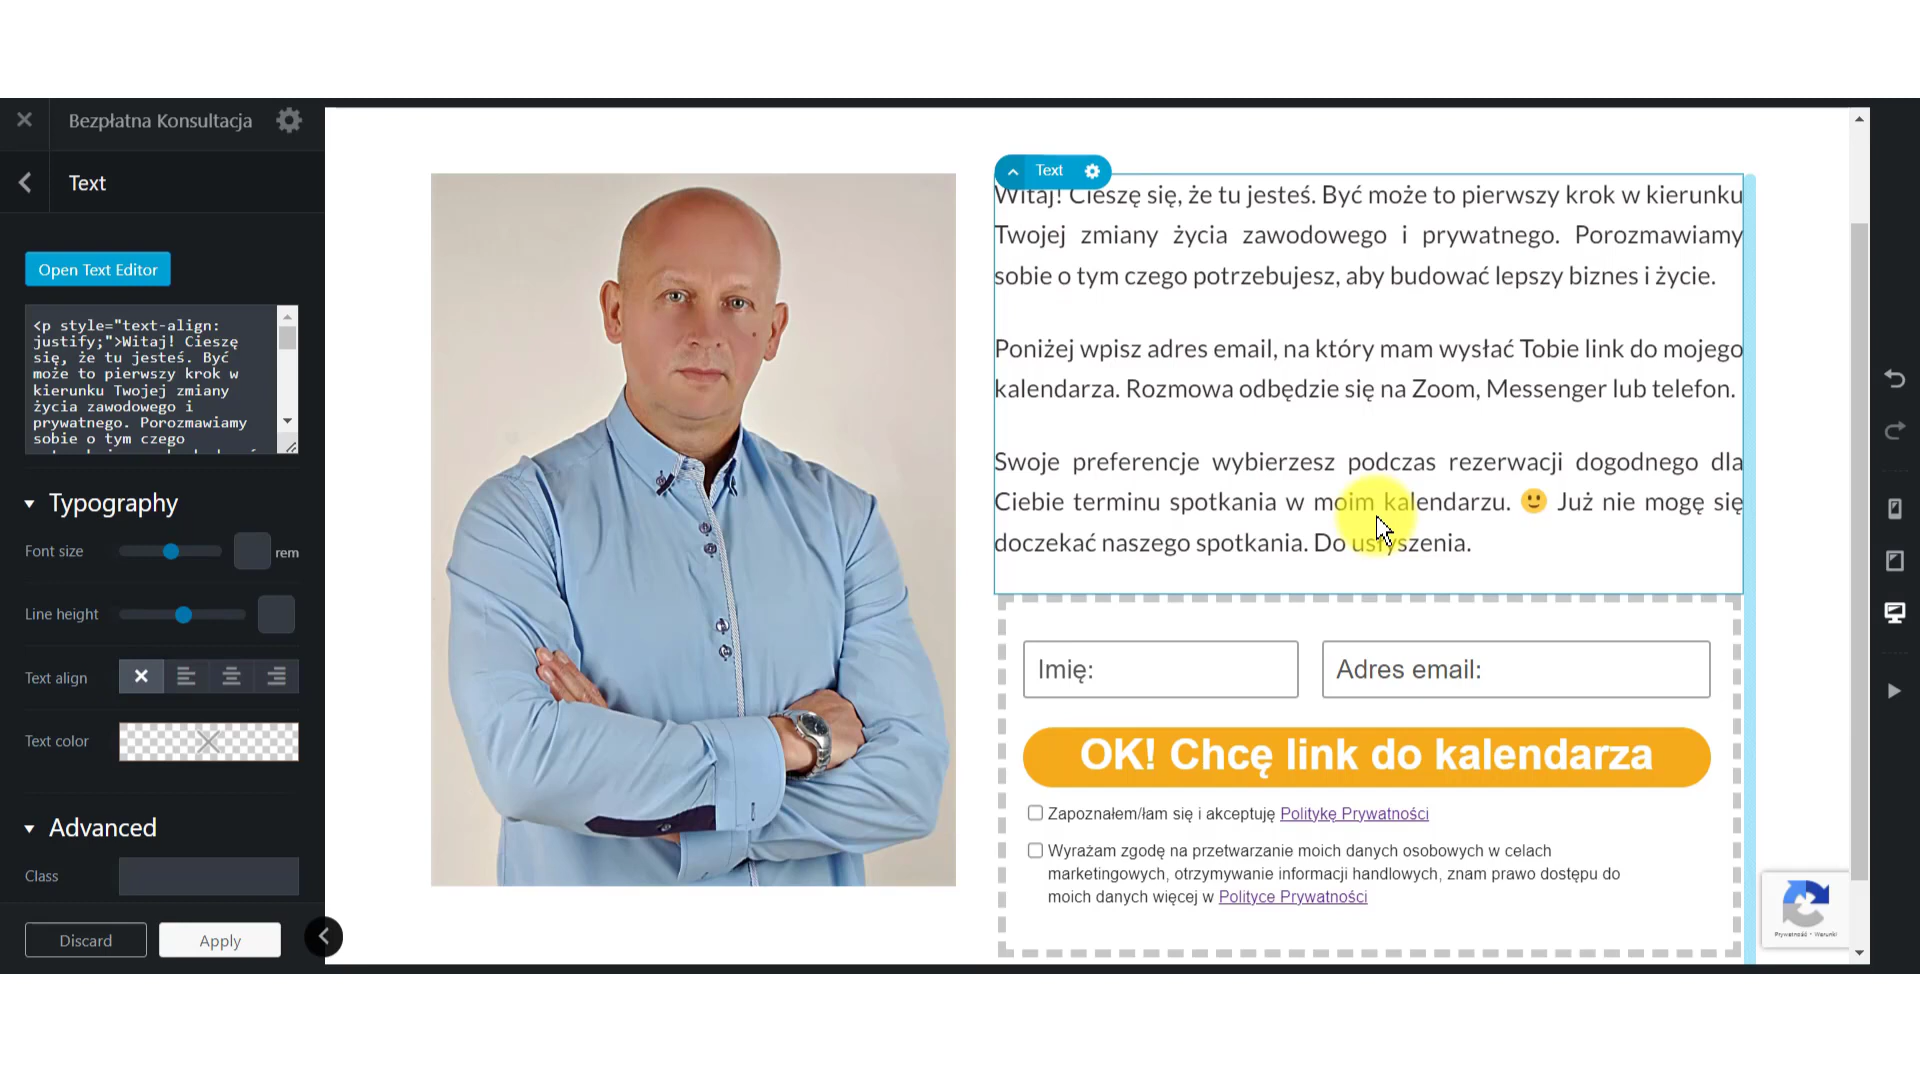 Bezpłatna Konsultacja
Text
Open Text Editor
<p style="text-align:
justify;">Witaj! Cieszę
się, że tu jesteś. Być
może to pierwszy krok w
kierunku Twojej zmiany
życia zawodowego i
prywatnego. Porozmawiamy
sobie o tym czego
Typography
Font size
rem
Line height
Text align
Text color
Advanced
Class
Discard
Apply
Text
Witaj! Cieszę się, że tu jesteś. Być może to pierwszy krok w kierunku
Twojej zmiany życia zawodowego i prywatnego. Porozmawiamy
sobie o tym czego potrzebujesz, aby budować lepszy biznes i życie.
Poniżej wpisz adres email, na który mam wysłać Tobie link do mojego
kalendarza. Rozmowa odbędzie się na Zoom, Messenger lub telefon.
Swoje preferencje wybierzesz podczas rezerwacji dogodnego dla
Ciebie terminu spotkania w moim kalendarzu. 🙂 Już nie mogę się
doczekać naszego spotkania. Do usłyszenia.
Imię:
Adres email:
OK! Chcę link do kalendarza
Zapoznałem/łam się i akceptuję Politykę Prywatności
Wyrażam zgodę na przetwarzanie moich danych osobowych w celach
marketingowych, otrzymywanie informacji handlowych, znam prawo dostępu do
moich danych więcej w Polityce Prywatności
Prywatność - Warunki